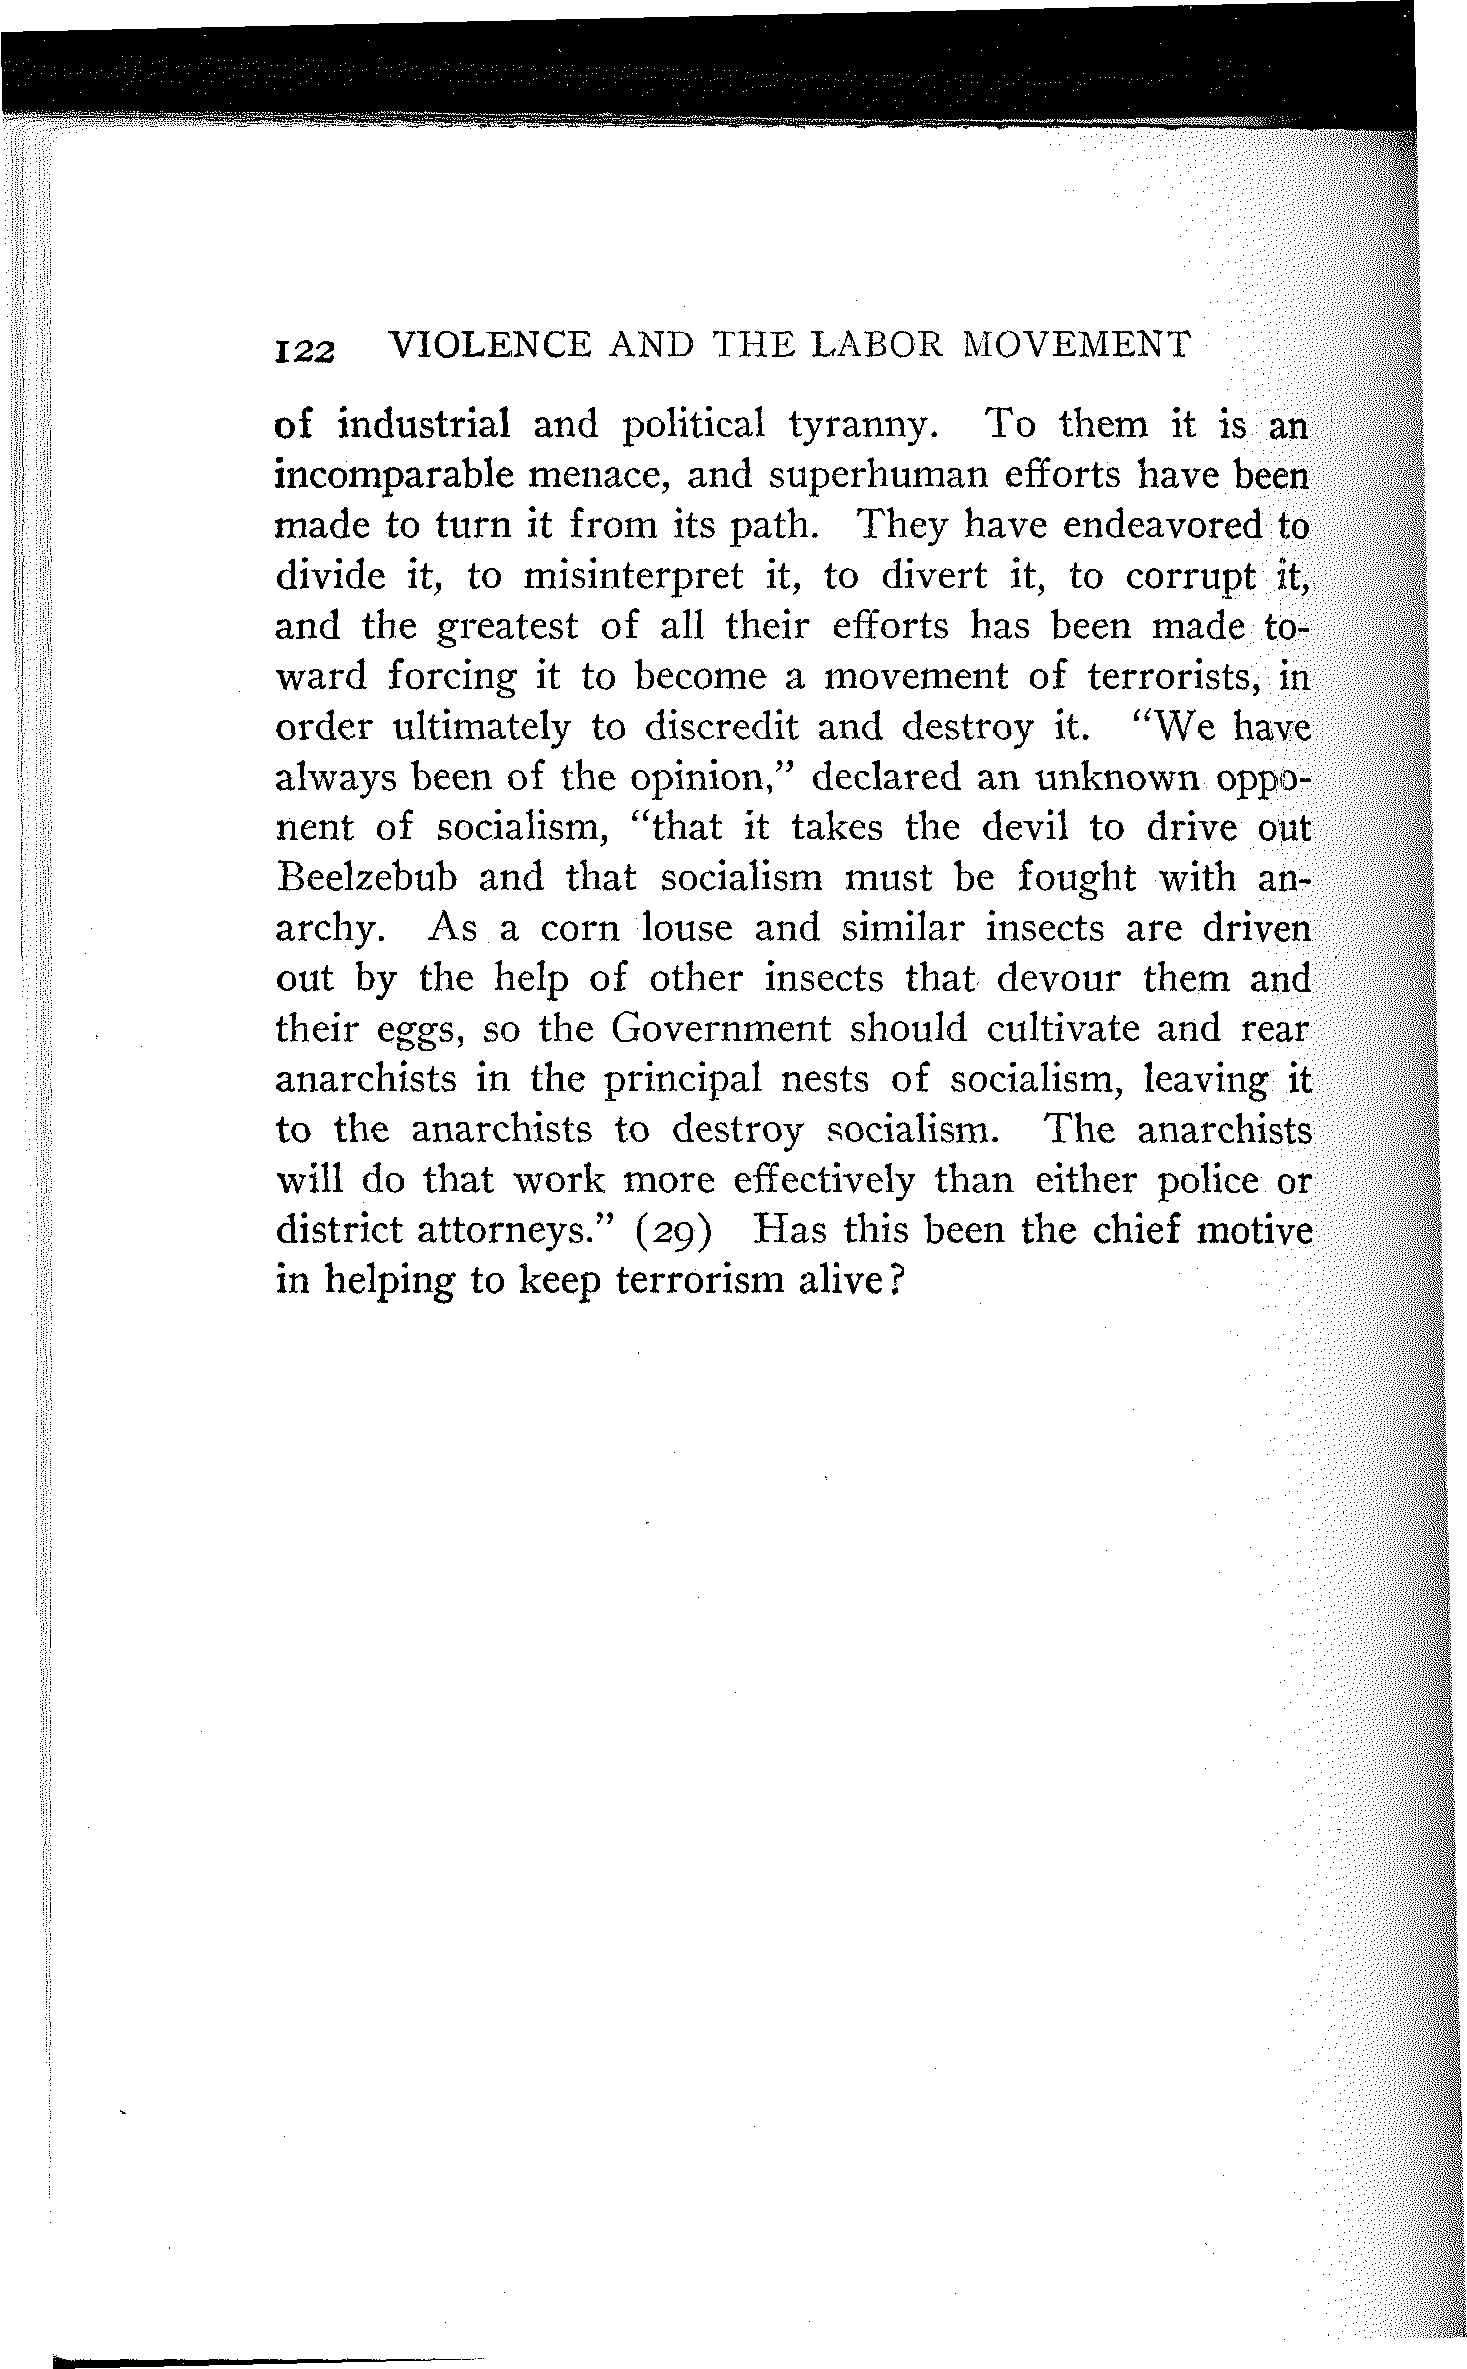 122 VIOLENCE AND THE LABOR MOVEMENT
of industrial and political tyranny. To them it is an
incomparable menace, and superhuman efforts have been
made to turn it from its path. They have endeavored to
divide it, to misinterpret it, to divert it, to corrupt it,
and the greatest of all their efforts has been made to-
ward forcing it to become a movement of terrorists, in
order ultimately to discredit and destroy it. “We have
always been of the opinion,” declared an unknown oppo-
nent of socialism, “that it takes the devil to drive out
Beelzebub and that socialism must be fought with an-
archy. As a corn louse and similar insects are driven
out by the help of other insects that devour them and
their eggs, so the Government should cultivate and rear
anarchists in the principal nests of socialism, leaving it
to the anarchists to destroy socialism. The anarchists
will do that work more effectively than either police or
district attorneys.” (29) Has this been the chief motive
in helping to keep terrorism alive?